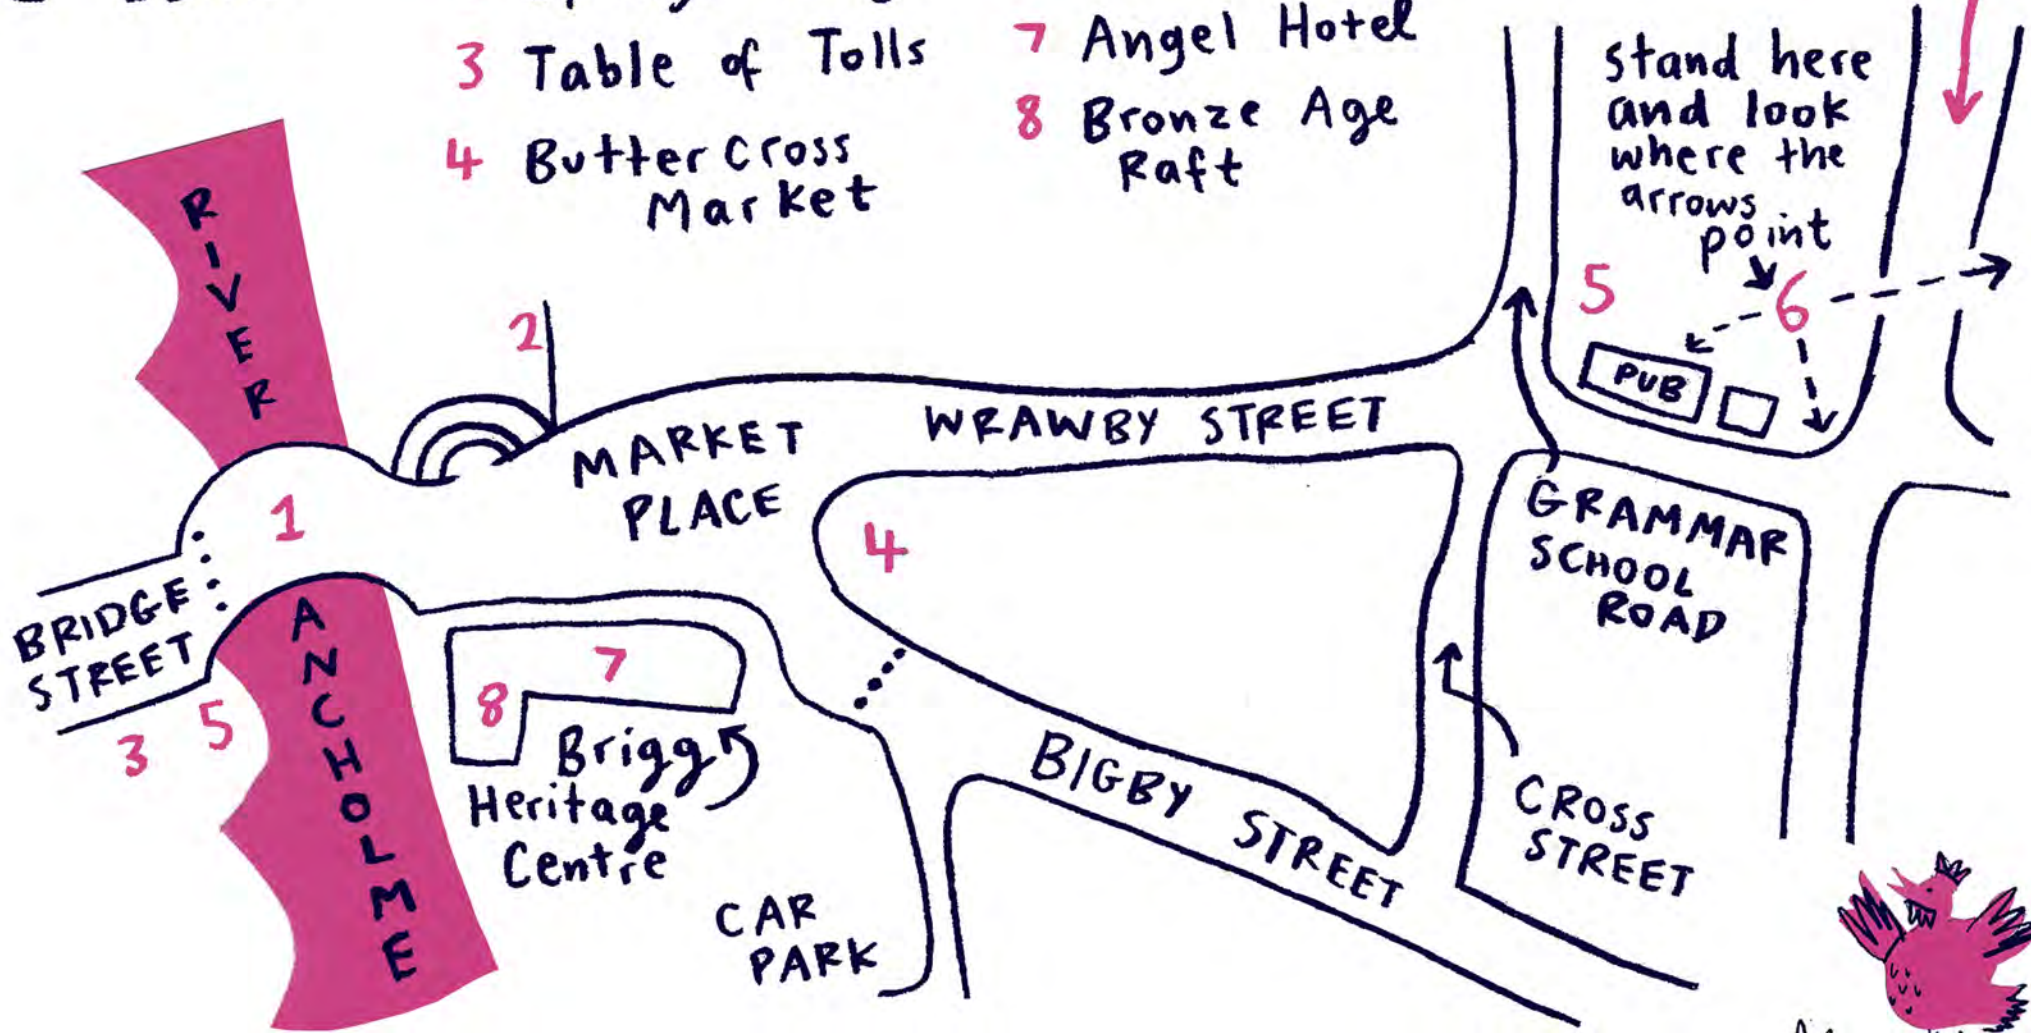 3 Table of Tolls
4 Butter Cross
Market
7 Angel Hotel
8 Bronze Age
Raft
stand here
and look
where the
arrows
point
RIVER
ANCHOLME
1
2
MARKET
PLACE
WRAWBY STREET
5
6
PUB
4
GRAMMAR
SCHOOL
ROAD
BRIDGE
STREET
3
5
7
8
Brigg
Heritage
Centre
CAR
PARK
BIGBY STREET
CROSS
STREET